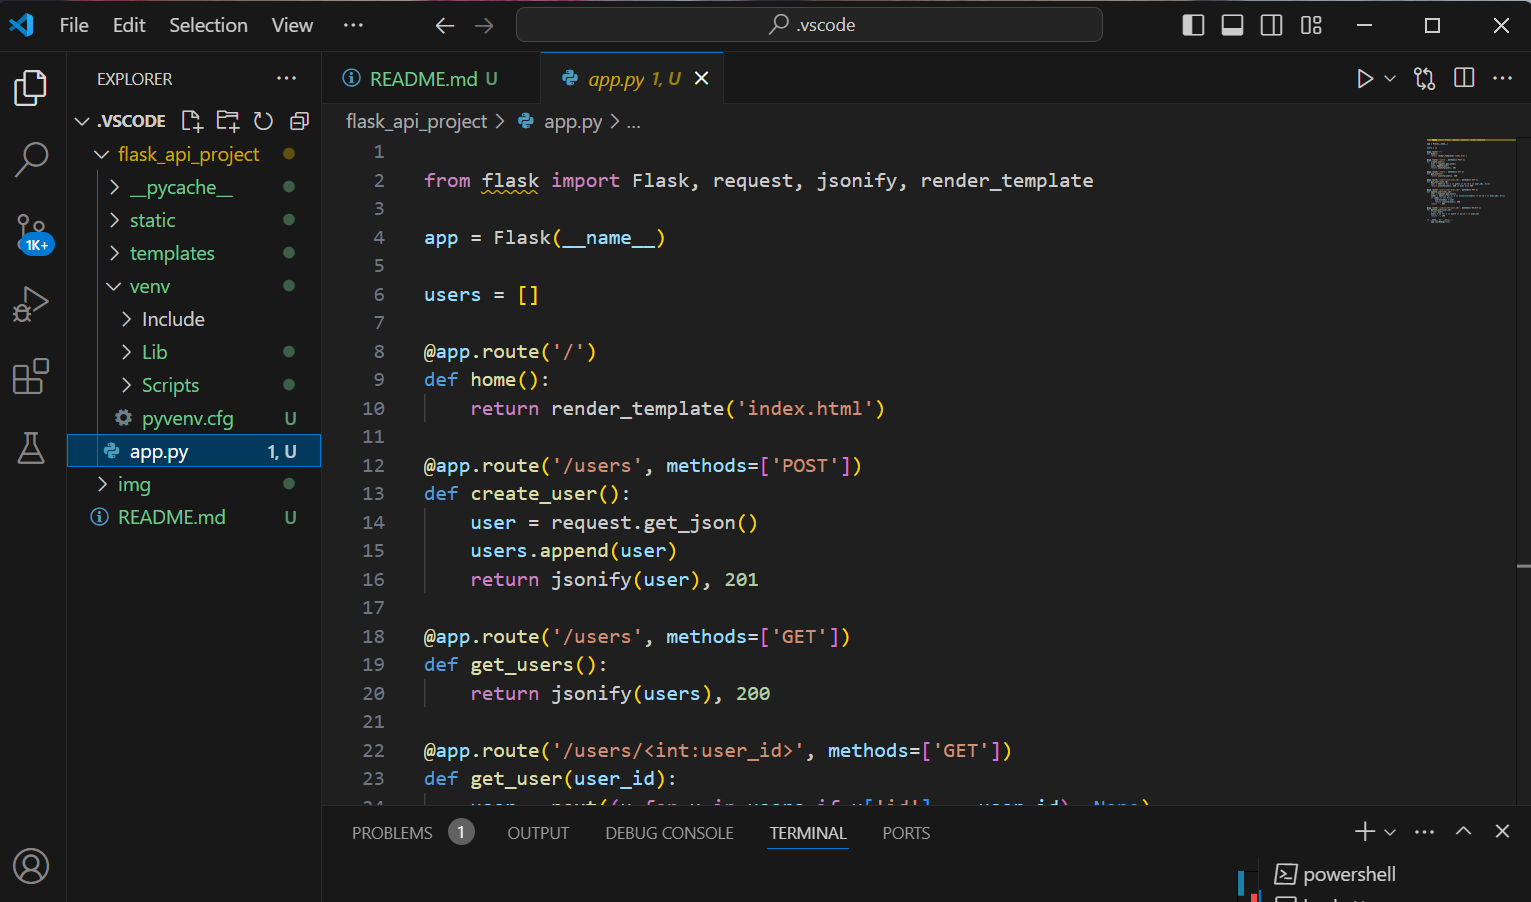 File Edit Selection View ··· .vscode
EXPLORER ···
.VSCODE
flask_api_project
__pycache__
static
templates
venv
Include
Lib
Scripts
pyvenv.cfg U
app.py 1, U
img
README.md U
1K+
README.md U app.py 1, U
flask_api_project > app.py > ...
1
2 from flask import Flask, request, jsonify, render_template
3
4 app = Flask(__name__)
5
6 users = []
7
8 @app.route('/')
9 def home():
10 return render_template('index.html')
11
12 @app.route('/users', methods=['POST'])
13 def create_user():
14 user = request.get_json()
15 users.append(user)
16 return jsonify(user), 201
17
18 @app.route('/users', methods=['GET'])
19 def get_users():
20 return jsonify(users), 200
21
22 @app.route('/users/<int:user_id>', methods=['GET'])
23 def get_user(user_id):
PROBLEMS 1 OUTPUT DEBUG CONSOLE TERMINAL PORTS
powershell